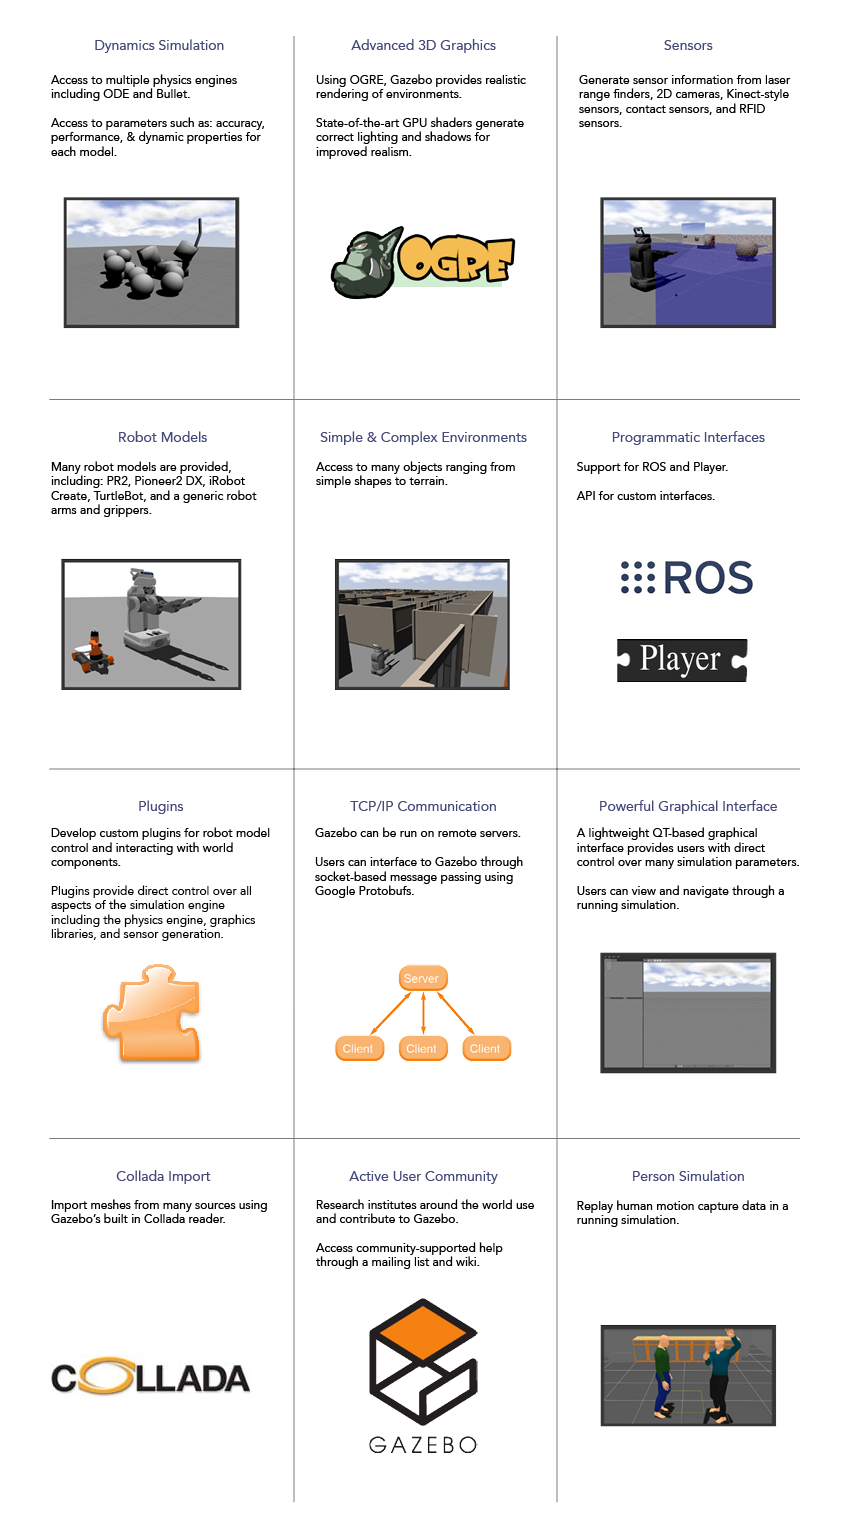 Dynamics Simulation
Access to multiple physics engines
including ODE and Bullet.
Access to parameters such as: accuracy,
performance, & dynamic properties for
each model.
Advanced 3D Graphics
Using OGRE, Gazebo provides realistic
rendering of environments.
State-of-the-art GPU shaders generate
correct lighting and shadows for
improved realism.
OGRE
Sensors
Generate sensor information from laser
range finders, 2D cameras, Kinect-style
sensors, contact sensors, and RFID
sensors.
Robot Models
Many robot models are provided,
including: PR2, Pioneer2 DX, iRobot
Create, TurtleBot, and a generic robot
arms and grippers.
Simple & Complex Environments
Access to many objects ranging from
simple shapes to terrain.
Programmatic Interfaces
Support for ROS and Player.
API for custom interfaces.
ROS
Player
Plugins
Develop custom plugins for robot model
control and interacting with world
components.
Plugins provide direct control over all
aspects of the simulation engine
including the physics engine, graphics
libraries, and sensor generation.
TCP/IP Communication
Gazebo can be run on remote servers.
Users can interface to Gazebo through
socket-based message passing using
Google Protobufs.
Server
Client Client Client
Powerful Graphical Interface
A lightweight QT-based graphical
interface provides users with direct
control over many simulation parameters.
Users can view and navigate through a
running simulation.
Collada Import
Import meshes from many sources using
Gazebo's built in Collada reader.
COLLADA
Active User Community
Research institutes around the world use
and contribute to Gazebo.
Access community-supported help
through a mailing list and wiki.
GAZEBO
Person Simulation
Replay human motion capture data in a
running simulation.